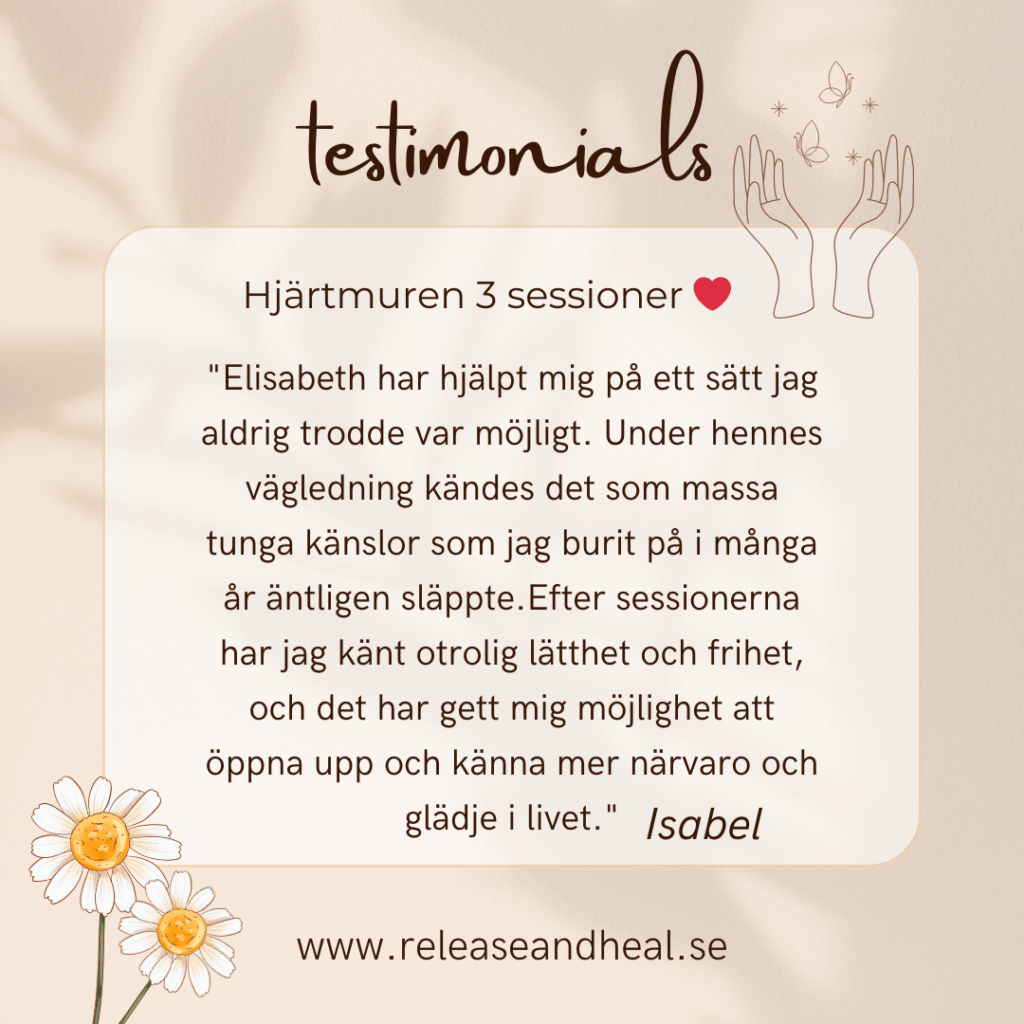 testimonials
Hjärtmuren 3 sessioner ❤
"Elisabeth har hjälpt mig på ett sätt jag
aldrig trodde var möjligt. Under hennes
vägledning kändes det som massa
tunga känslor som jag burit på i många
år äntligen släppte.Efter sessionerna
har jag känt otrolig lätthet och frihet,
och det har gett mig möjlighet att
öppna upp och känna mer närvaro och
glädje i livet." Isabel
www.releaseandheal.se